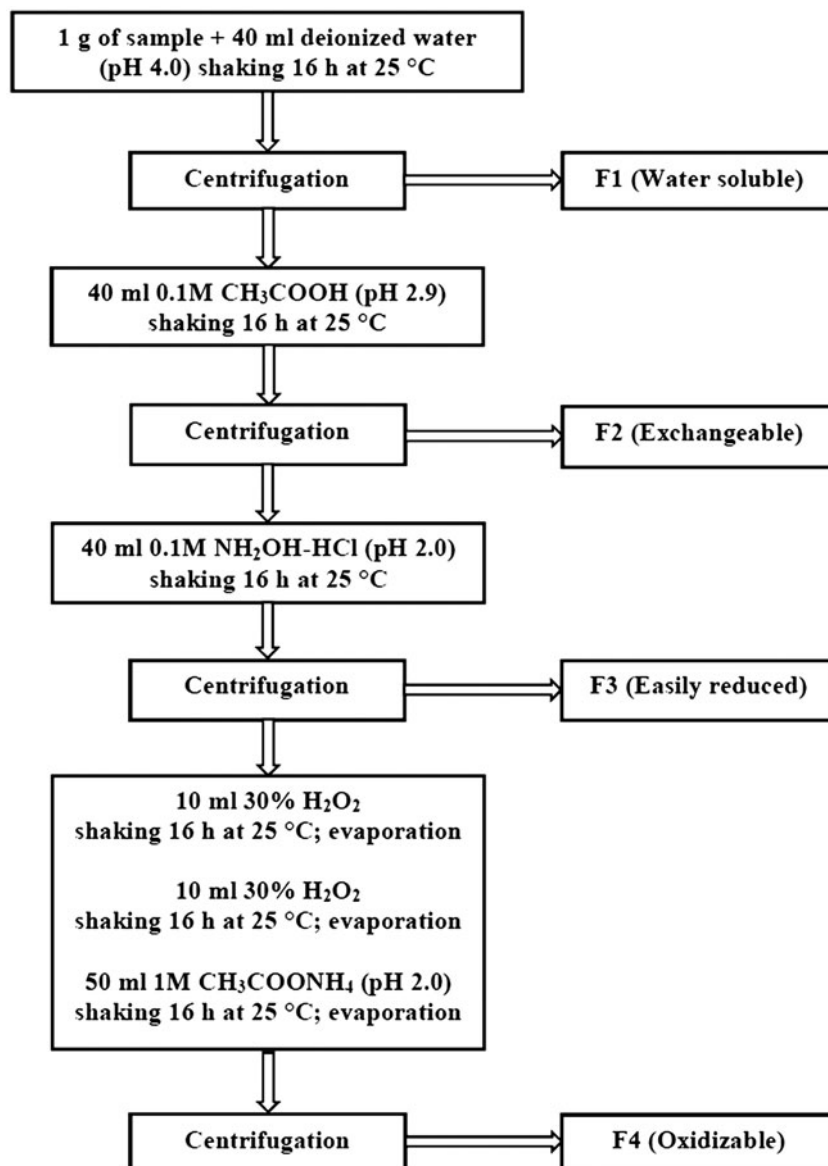 1 g of sample + 40 ml deionized water
(pH 4.0) shaking 16 h at 25 °C
Centrifugation
F1 (Water soluble)
40 ml 0.1M CH₃COOH (pH 2.9)
shaking 16 h at 25 °C
Centrifugation
F2 (Exchangeable)
40 ml 0.1M NH₂OH-HCl (pH 2.0)
shaking 16 h at 25 °C
Centrifugation
F3 (Easily reduced)
10 ml 30% H₂O₂
shaking 16 h at 25 °C; evaporation
10 ml 30% H₂O₂
shaking 16 h at 25 °C; evaporation
50 ml 1M CH₃COONH₄ (pH 2.0)
shaking 16 h at 25 °C; evaporation
Centrifugation
F4 (Oxidizable)